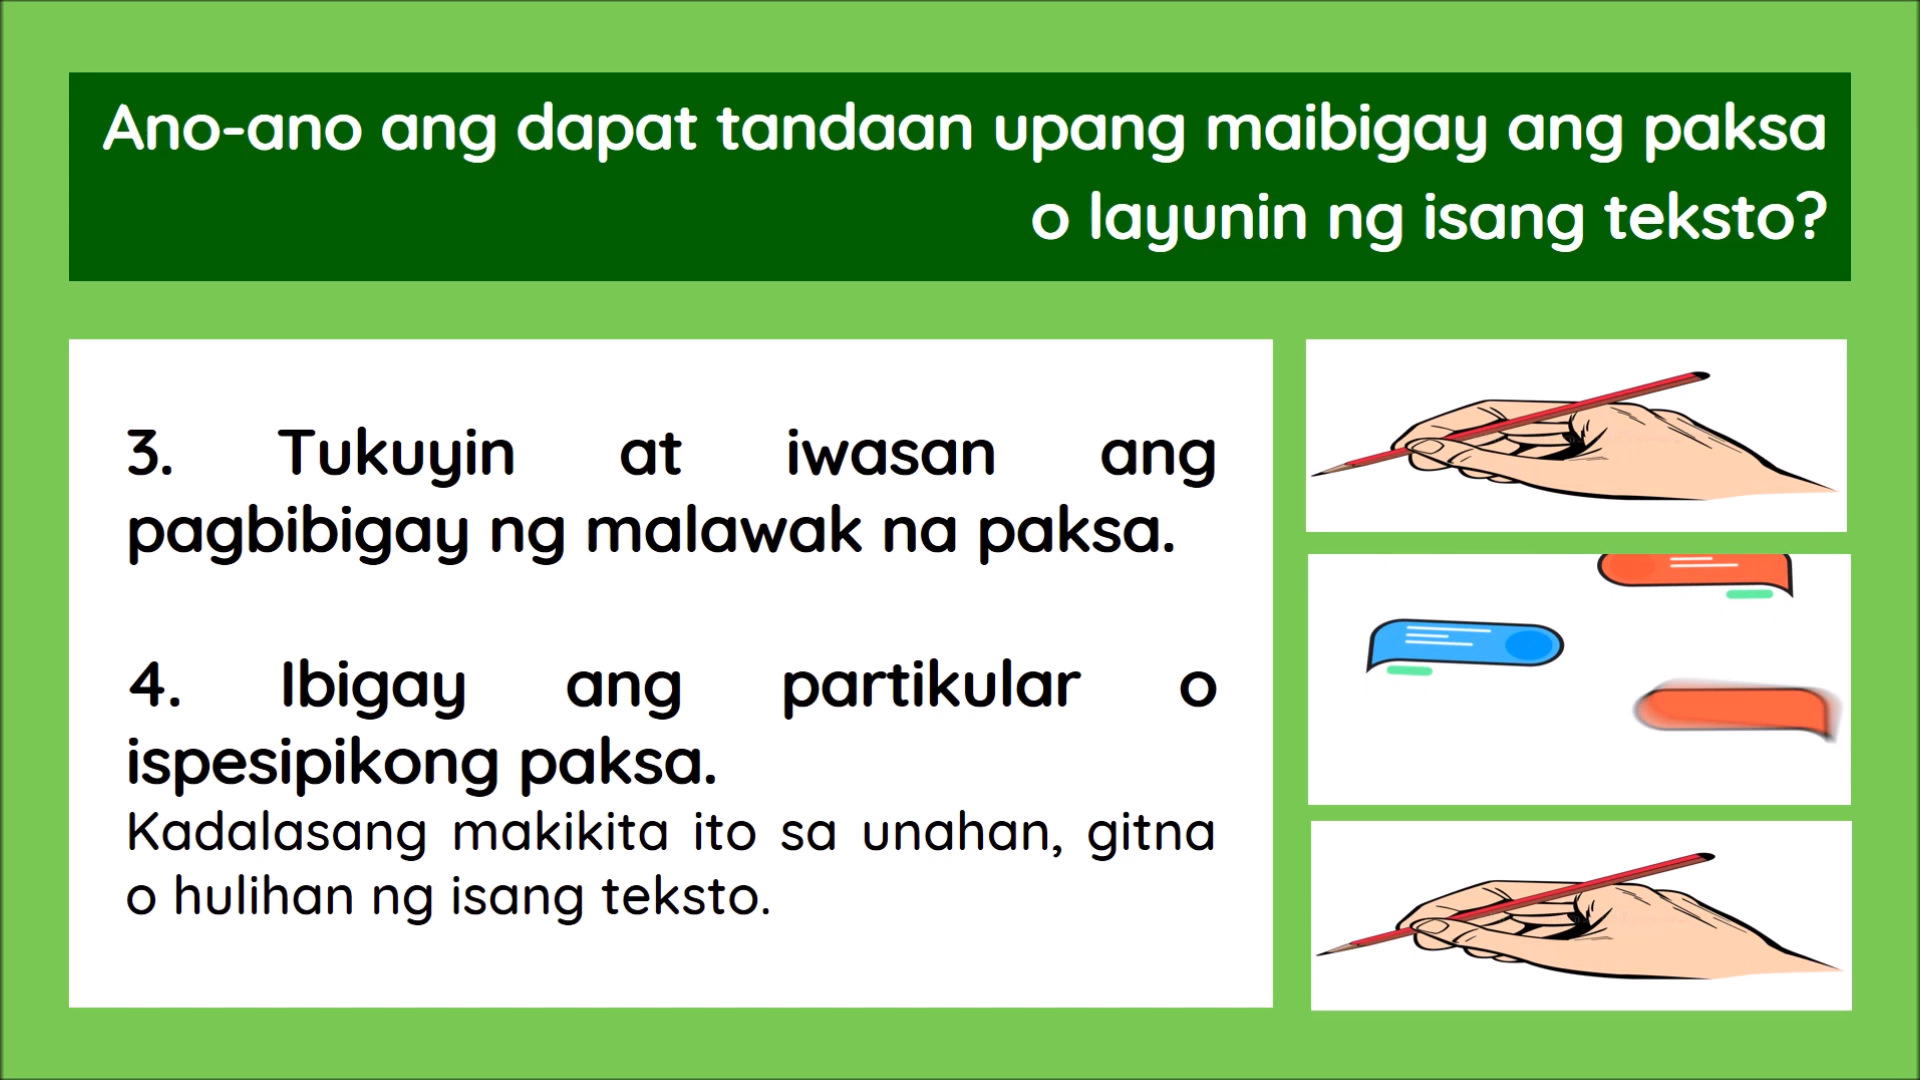 Ano-ano ang dapat tandaan upang maibigay ang paksa
o layunin ng isang teksto?
3. Tukuyin at iwasan ang
pagbibigay ng malawak na paksa.
4. Ibigay ang partikular o
ispesipikong paksa.
Kadalasang makikita ito sa unahan, gitna
o hulihan ng isang teksto.